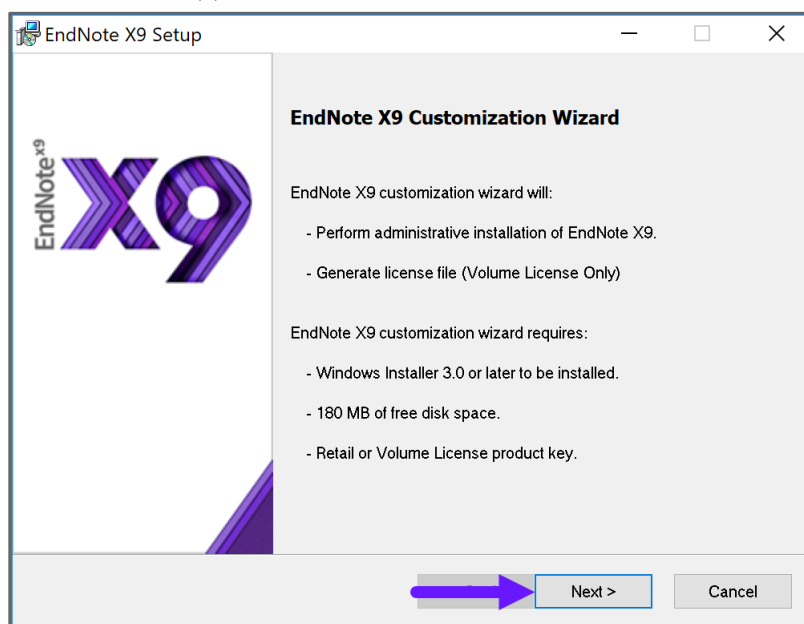 EndNote X9 Setup
EndNote X9
X9
EndNote X9 Customization Wizard
EndNote X9 customization wizard will:
- Perform administrative installation of EndNote X9.
- Generate license file (Volume License Only)
EndNote X9 customization wizard requires:
- Windows Installer 3.0 or later to be installed.
- 180 MB of free disk space.
- Retail or Volume License product key.
Next >
Cancel